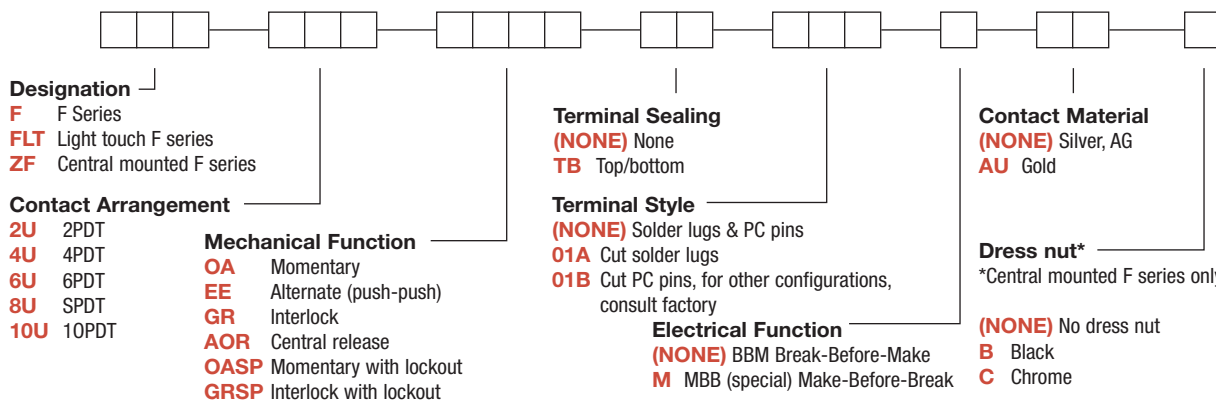 Designation
F F Series
FLT Light touch F series
ZF Central mounted F series
Contact Arrangement
2U 2PDT
4U 4PDT
6U 6PDT
8U SPDT
10U 10PDT
Mechanical Function
OA Momentary
EE Alternate (push-push)
GR Interlock
AOR Central release
OASP Momentary with lockout
GRSP Interlock with lockout
Terminal Sealing
(NONE) None
TB Top/bottom
Terminal Style
(NONE) Solder lugs & PC pins
01A Cut solder lugs
01B Cut PC pins, for other configurations,
consult factory
Electrical Function
(NONE) BBM Break-Before-Make
M MBB (special) Make-Before-Break
Contact Material
(NONE) Silver, AG
AU Gold
Dress nut*
*Central mounted F series only
(NONE) No dress nut
B Black
C Chrome